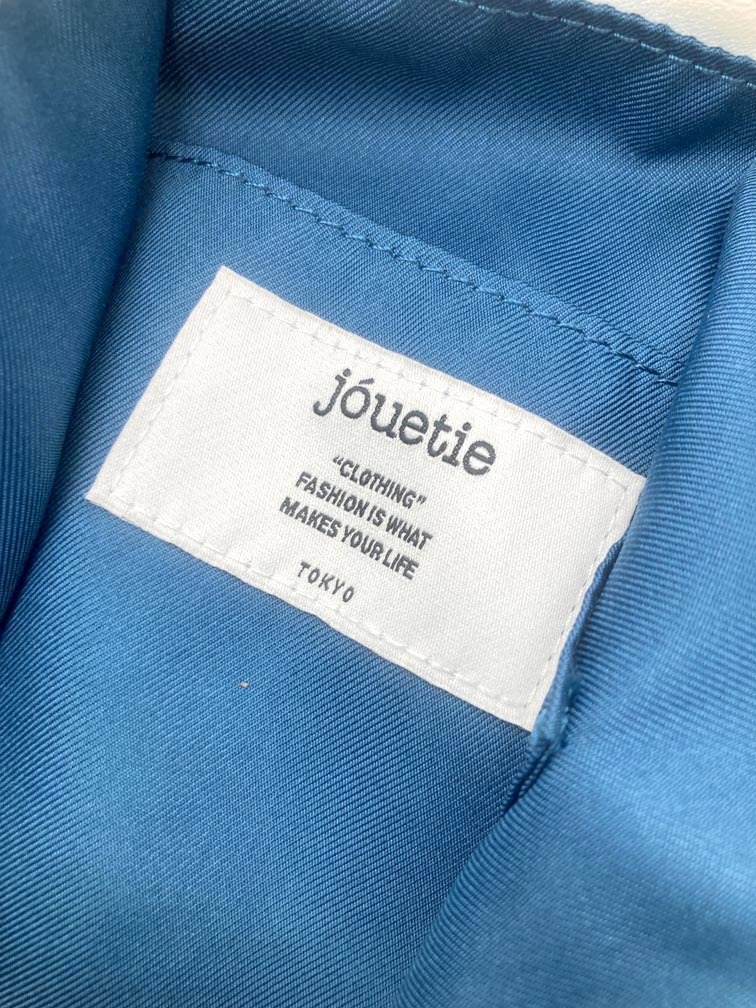 jóuetie
"CLOTHING"
FASHION IS WHAT
MAKES YOUR LIFE
TOKYO